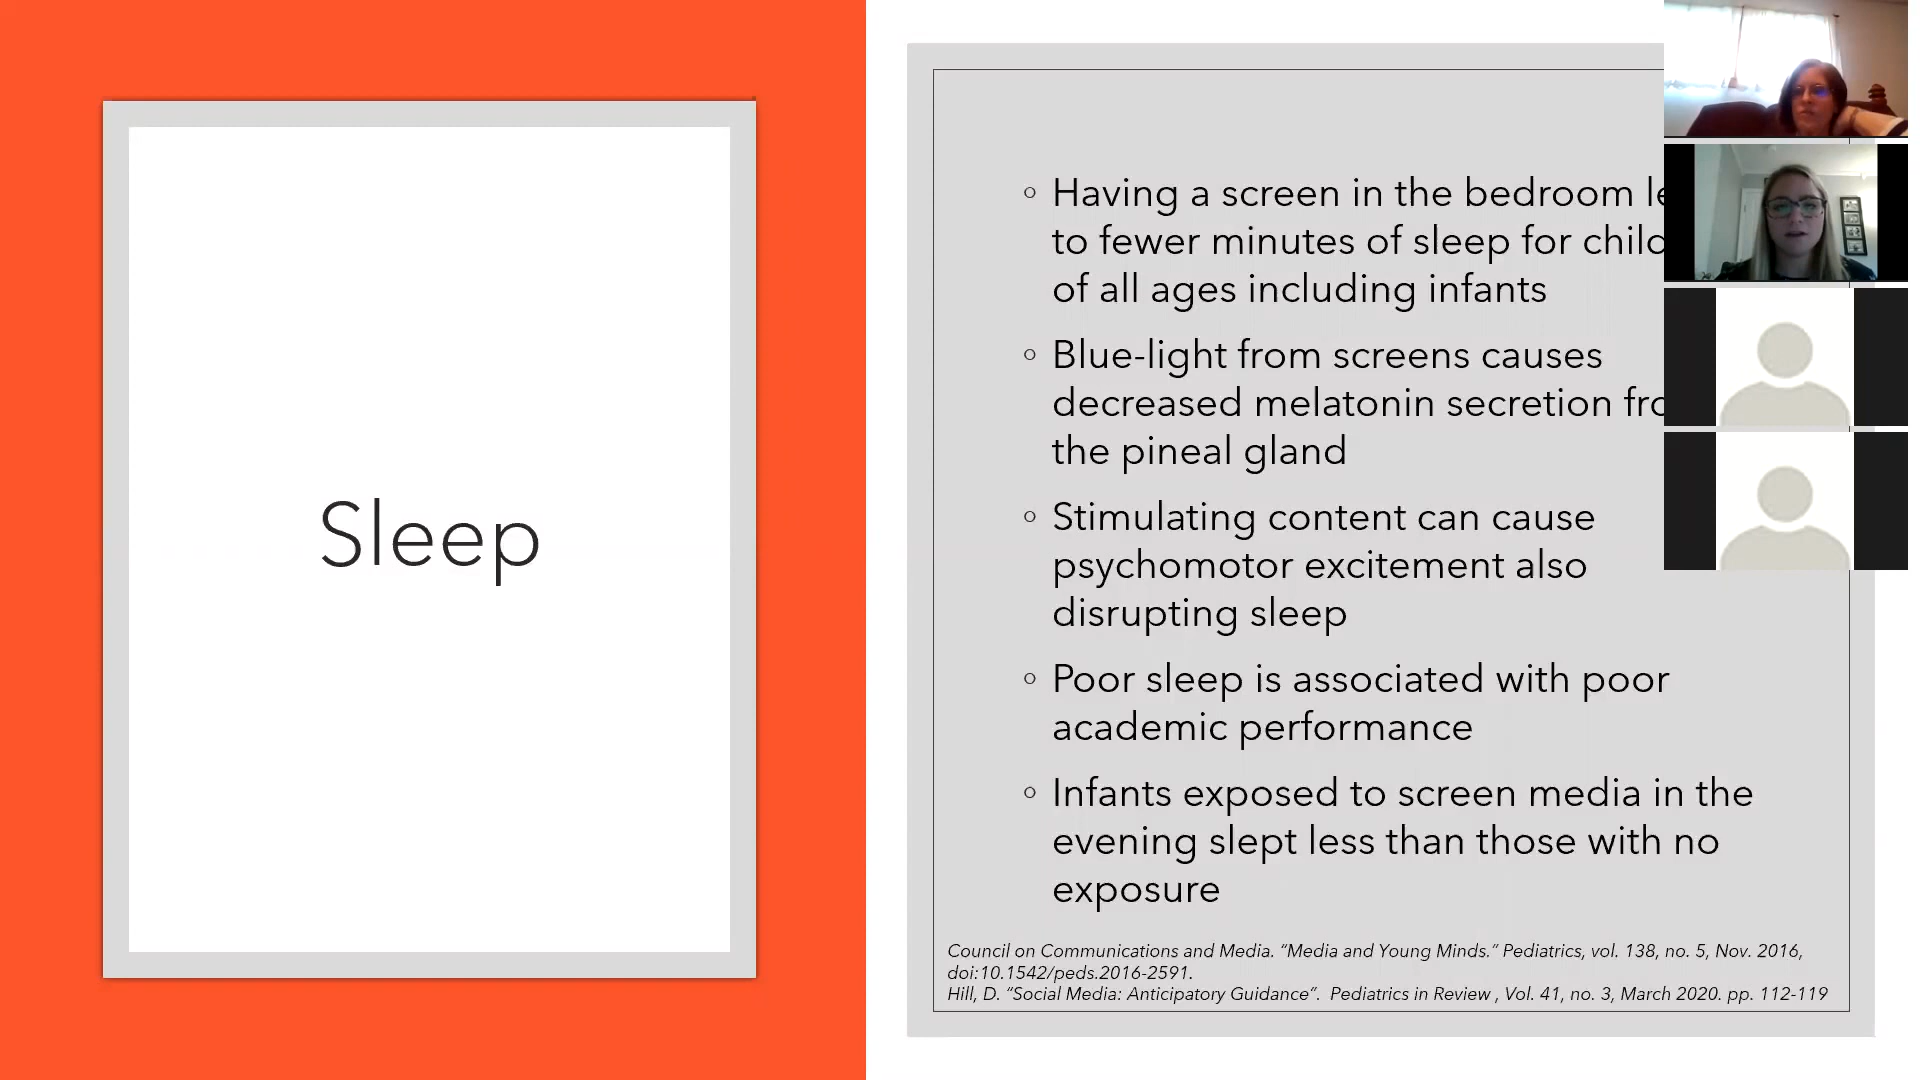 Sleep
◦ Having a screen in the bedroom
to fewer minutes of sleep for
of all ages including infants
◦ Blue-light from screens causes
decreased melatonin secretion
the pineal gland
◦ Stimulating content can cause
psychomotor excitement also
disrupting sleep
◦ Poor sleep is associated with poor
academic performance
◦ Infants exposed to screen media in the
evening slept less than those with no
exposure
Council on Communications and Media. “Media and Young Minds.” Pediatrics, vol. 138, no. 5, Nov. 2016,
doi:10.1542/peds.2016-2591.
Hill, D. “Social Media: Anticipatory Guidance”. Pediatrics in Review , Vol. 41, no. 3, March 2020. pp. 112-119